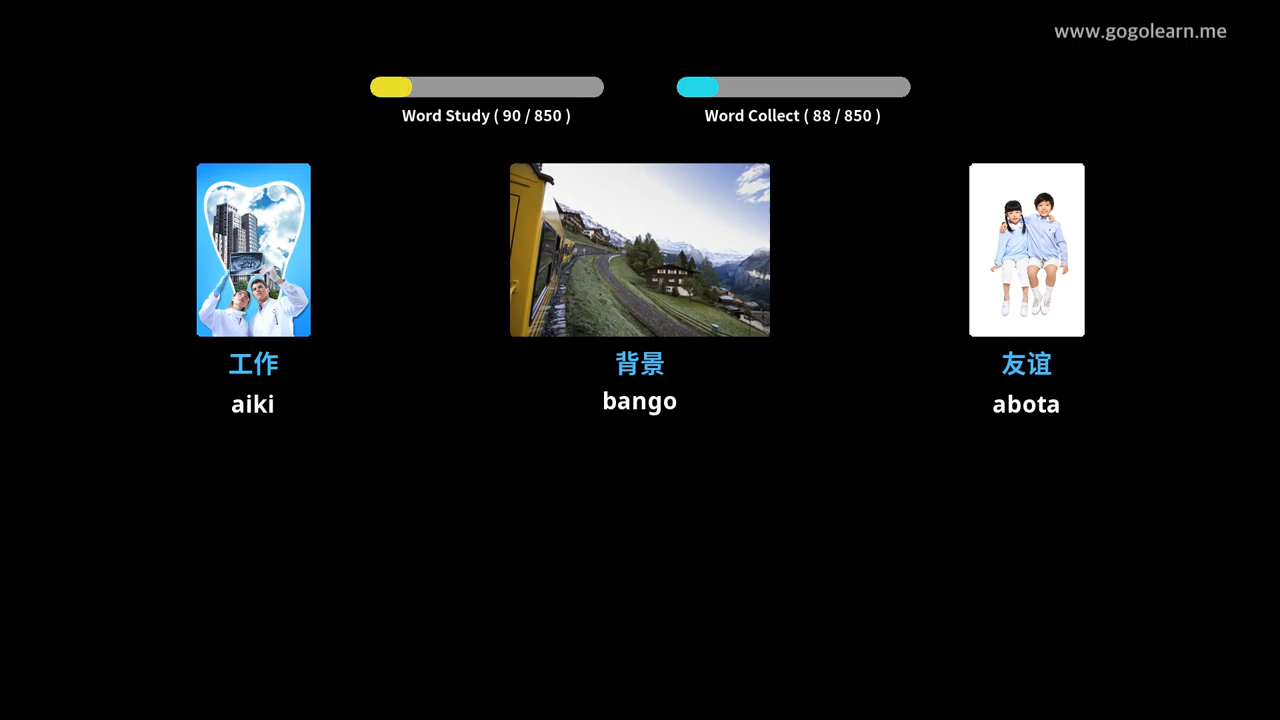 www.gogolearn.me
Word Study ( 90 / 850 )
Word Collect ( 88 / 850 )
工作
背景
友谊
aiki
bango
abota